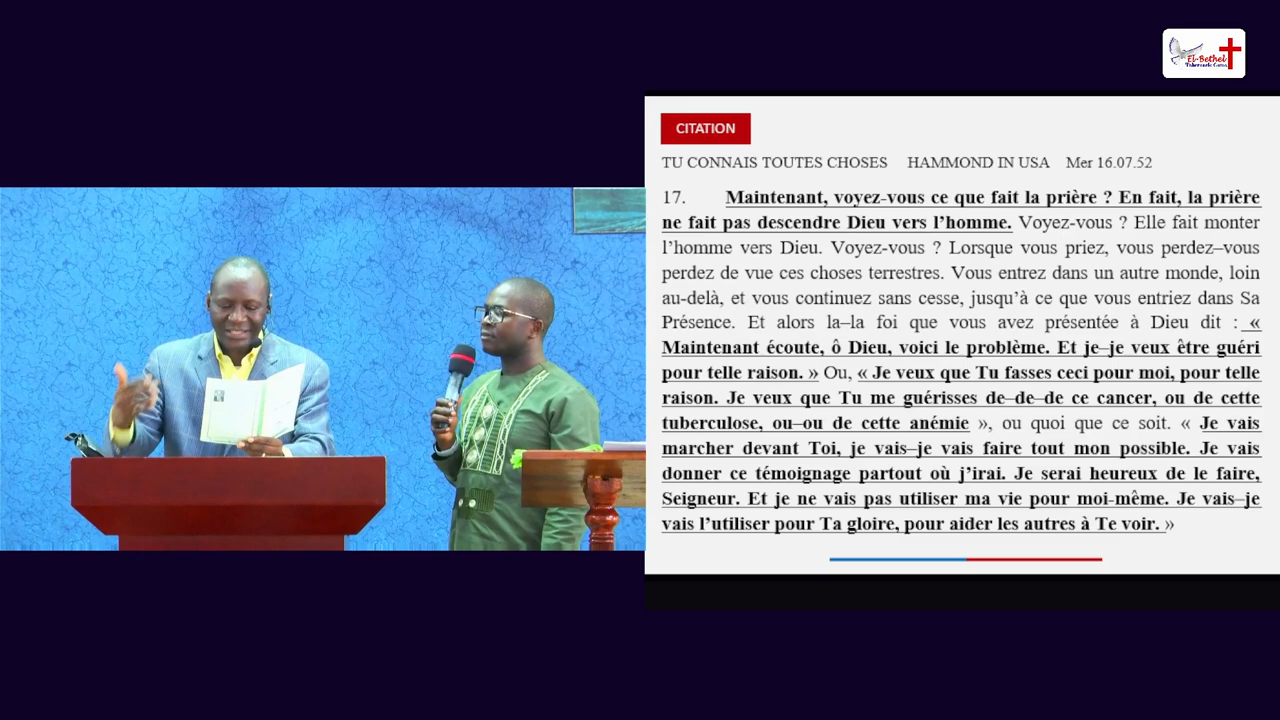 El-Bethel
CITATION
TU CONNAIS TOUTES CHOSES HAMMOND IN USA Mer 16.07.52
17. Maintenant, voyez-vous ce que fait la prière ? En fait, la prière
ne fait pas descendre Dieu vers l’homme. Voyez-vous ? Elle fait monter
l’homme vers Dieu. Voyez-vous ? Lorsque vous priez, vous perdez–vous
perdez de vue ces choses terrestres. Vous entrez dans un autre monde, loin
au-delà, et vous continuez sans cesse, jusqu’à ce que vous entriez dans Sa
Présence. Et alors la–la foi que vous avez présentée à Dieu dit : «
Maintenant écoute, ô Dieu, voici le problème. Et je–je veux être guéri
pour telle raison. » Ou, « Je veux que Tu fasses ceci pour moi, pour telle
raison. Je veux que Tu me guérisses de–de–de ce cancer, ou de cette
tuberculose, ou–ou de cette anémie », ou quoi que ce soit. « Je vais
marcher devant Toi, je vais–je vais faire tout mon possible. Je vais
donner ce témoignage partout où j’irai. Je serai heureux de le faire,
Seigneur. Et je ne vais pas utiliser ma vie pour moi-même. Je vais–je
vais l’utiliser pour Ta gloire, pour aider les autres à Te voir. »